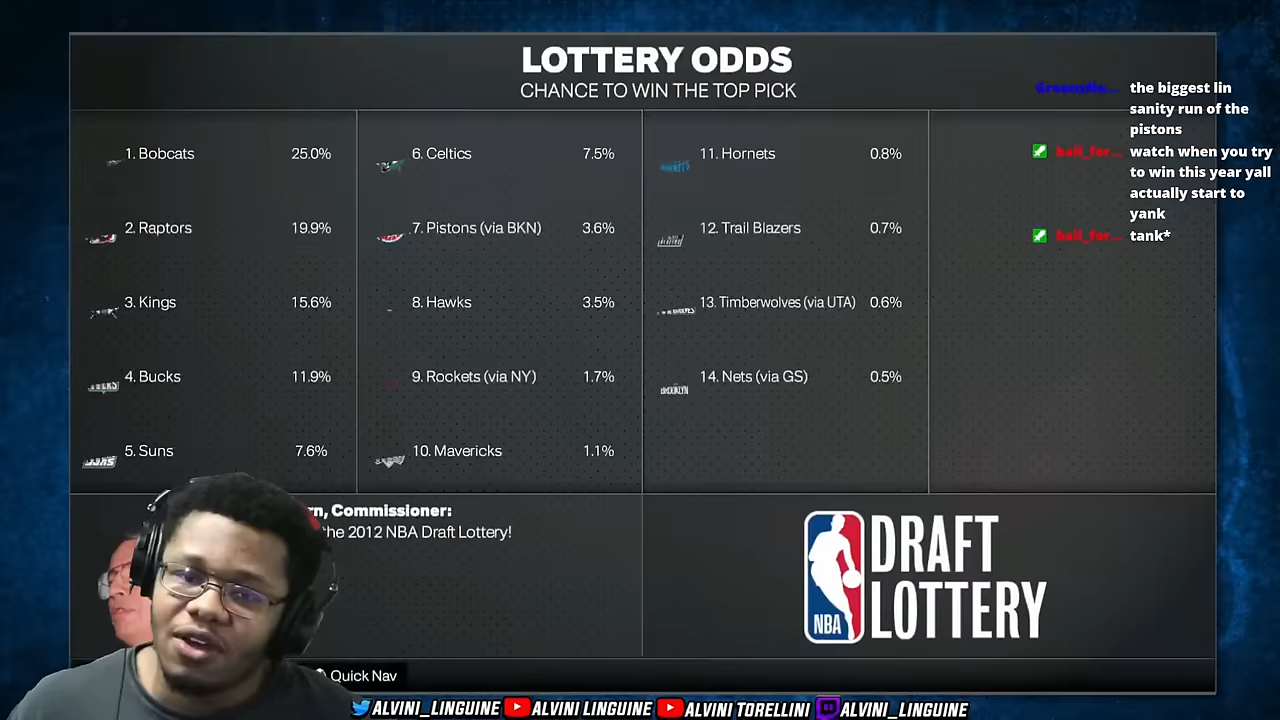 LOTTERY ODDS
CHANCE TO WIN THE TOP PICK
1. Bobcats 25.0%
2. Raptors 19.9%
3. Kings 15.6%
4. Bucks 11.9%
5. Suns 7.6%
6. Celtics 7.5%
7. Pistons (via BKN) 3.6%
8. Hawks 3.5%
9. Rockets (via NY) 1.7%
10. Mavericks 1.1%
11. Hornets 0.8%
12. Trail Blazers 0.7%
13. Timberwolves (via UTA) 0.6%
14. Nets (via GS) 0.5%
the biggest lin
sanity run of the
pistons
ball_for... watch when you try
to win this year yall
actually start to
yank
ball_for... tank*
rn, Commissioner:
the 2012 NBA Draft Lottery!
NBA
DRAFT
LOTTERY
Quick Nav
ALVINI_LINGUINE ALVINI LINGUINE ALVINI TORELLINI ALVINI_LINGUINE